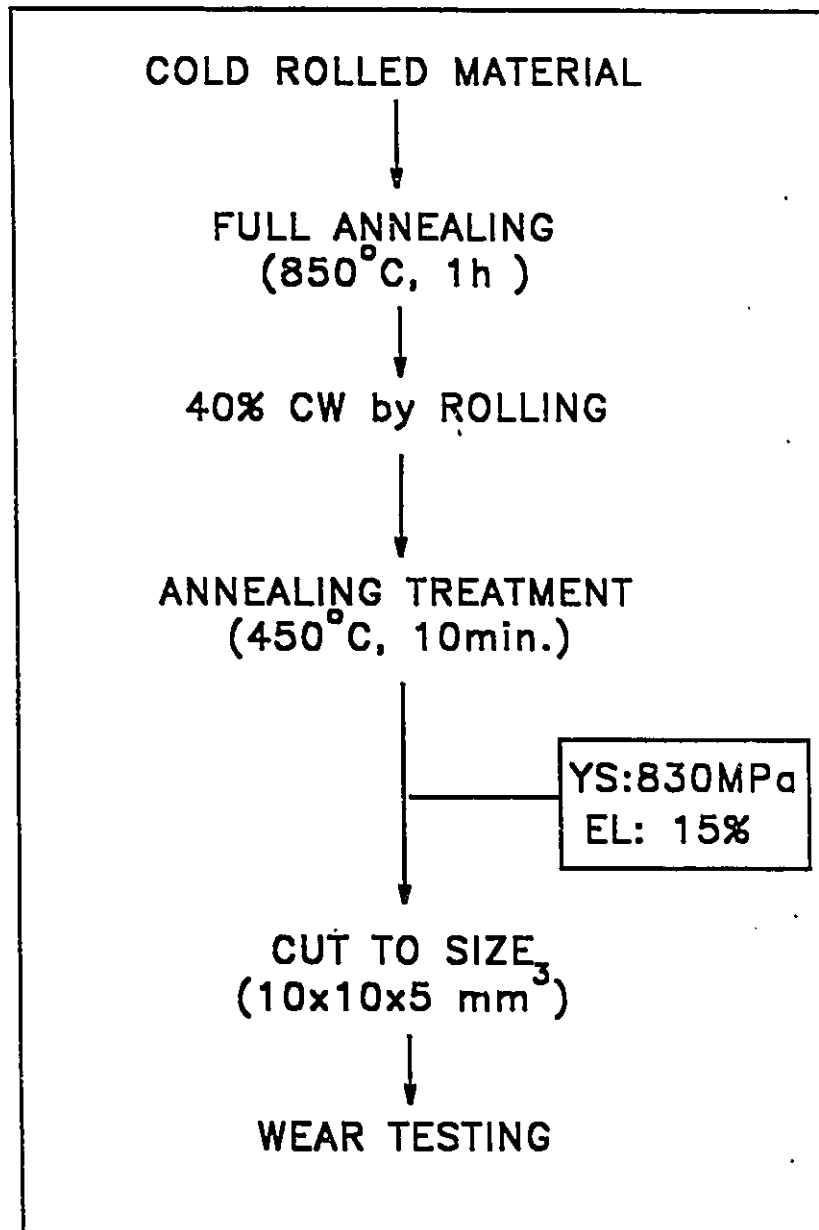 COLD ROLLED MATERIAL
FULL ANNEALING
(850°C, 1h )
40% CW by ROLLING
ANNEALING TREATMENT
(450°C, 10min.)
YS:830MPa
EL: 15%
CUT TO SIZE
(10x10x5 mm³)
WEAR TESTING